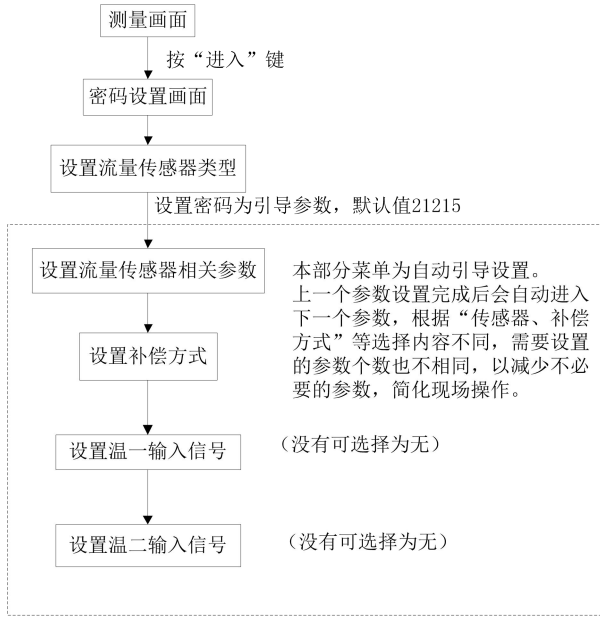 测量画面
按“进入”键
密码设置画面
设置流量传感器类型
设置密码为引导参数，默认值21215
设置流量传感器相关参数
本部分菜单为自动引导设置。
上一个参数设置完成后会自动进入
下一个参数，根据“传感器、补偿
方式”等选择内容不同，需要设置
的参数个数也不相同，以减少不必
要的参数，简化现场操作。
设置补偿方式
设置温一输入信号
（没有可选择为无）
设置温二输入信号
（没有可选择为无）